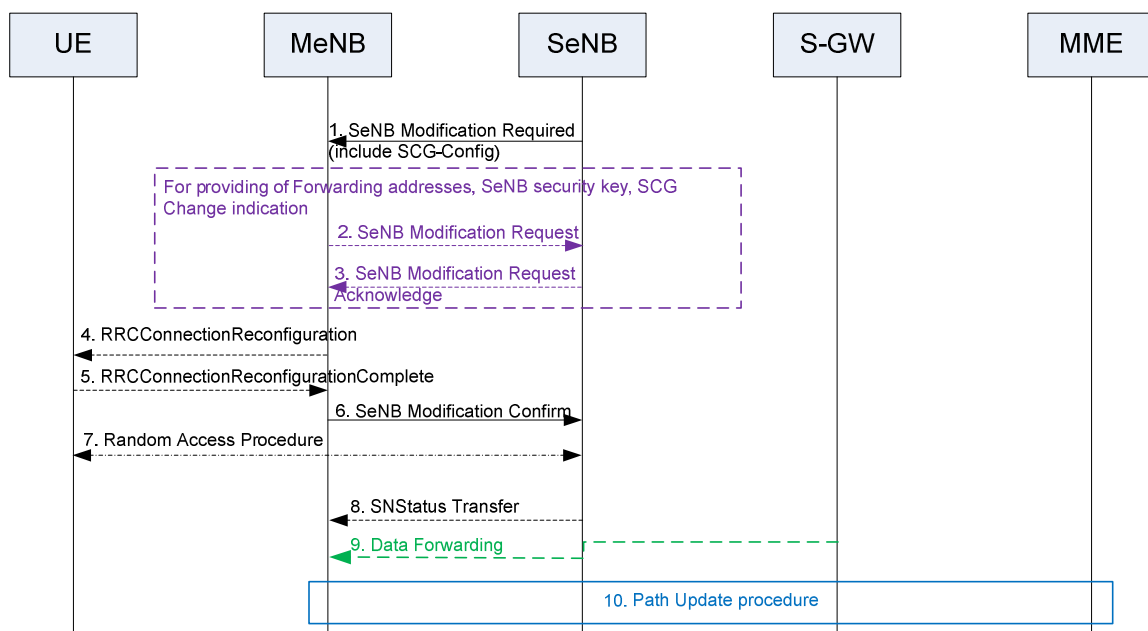 UE
MeNB
SeNB
S-GW
MME
1. SeNB Modification Required
(include SCG-Config)
For providing of Forwarding addresses, SeNB security key, SCG
Change indication
2. SeNB Modification Request
3. SeNB Modification Request
Acknowledge
4. RRCConnectionReconfiguration
5. RRCConnectionReconfigurationComplete
6. SeNB Modification Confirm
7. Random Access Procedure
8. SNStatus Transfer
9. Data Forwarding
10. Path Update procedure